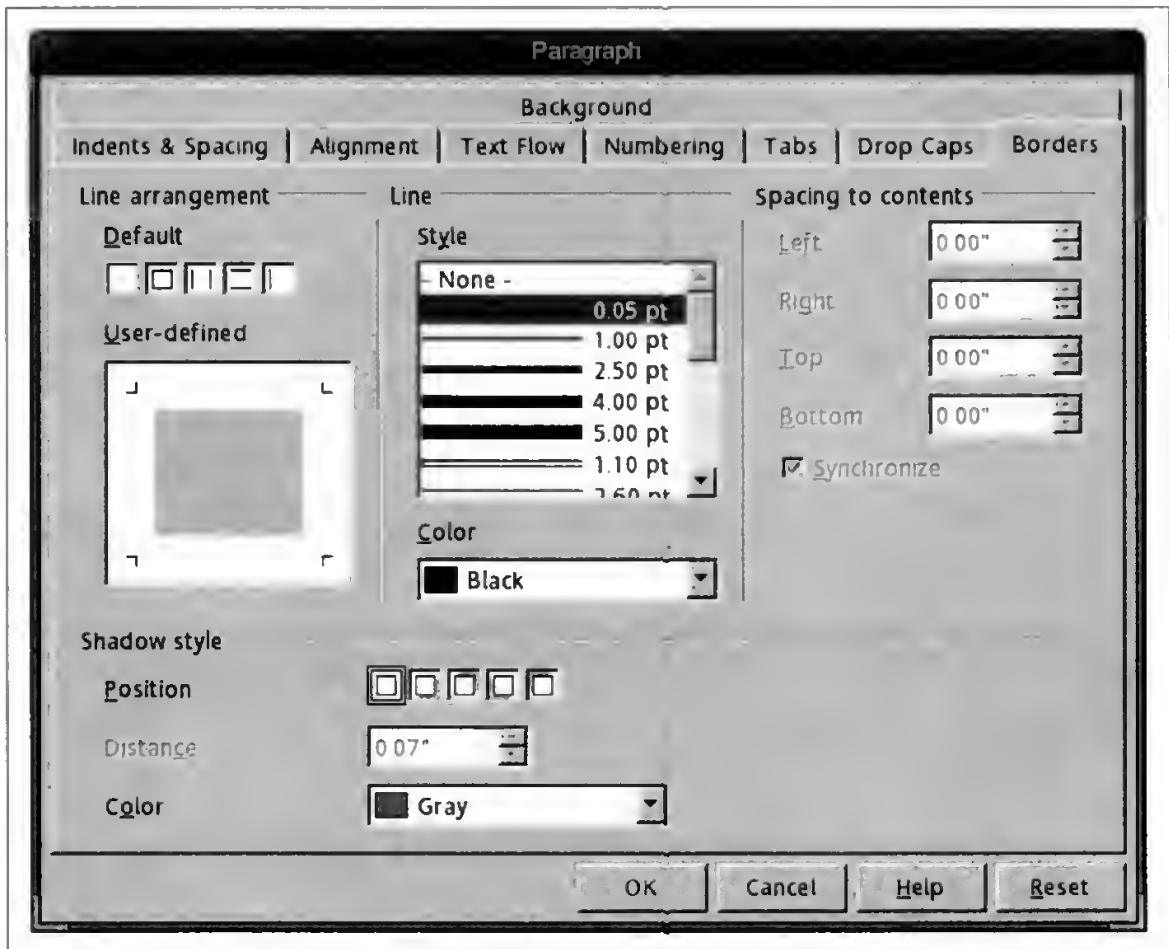 Paragraph
Background
Indents & Spacing Alignment Text Flow Numbering Tabs Drop Caps Borders
Line arrangement
Default
User-defined
Line
Style
- None -
0.05 pt
1.00 pt
2.50 pt
4.00 pt
5.00 pt
1.10 pt
2.60 pt
Color
Black
Spacing to contents
Left 0.00"
Right 0.00"
Top 0.00"
Bottom 0.00"
Synchronize
Shadow style
Position
Distance 0.07"
Color Gray
OK Cancel Help Reset